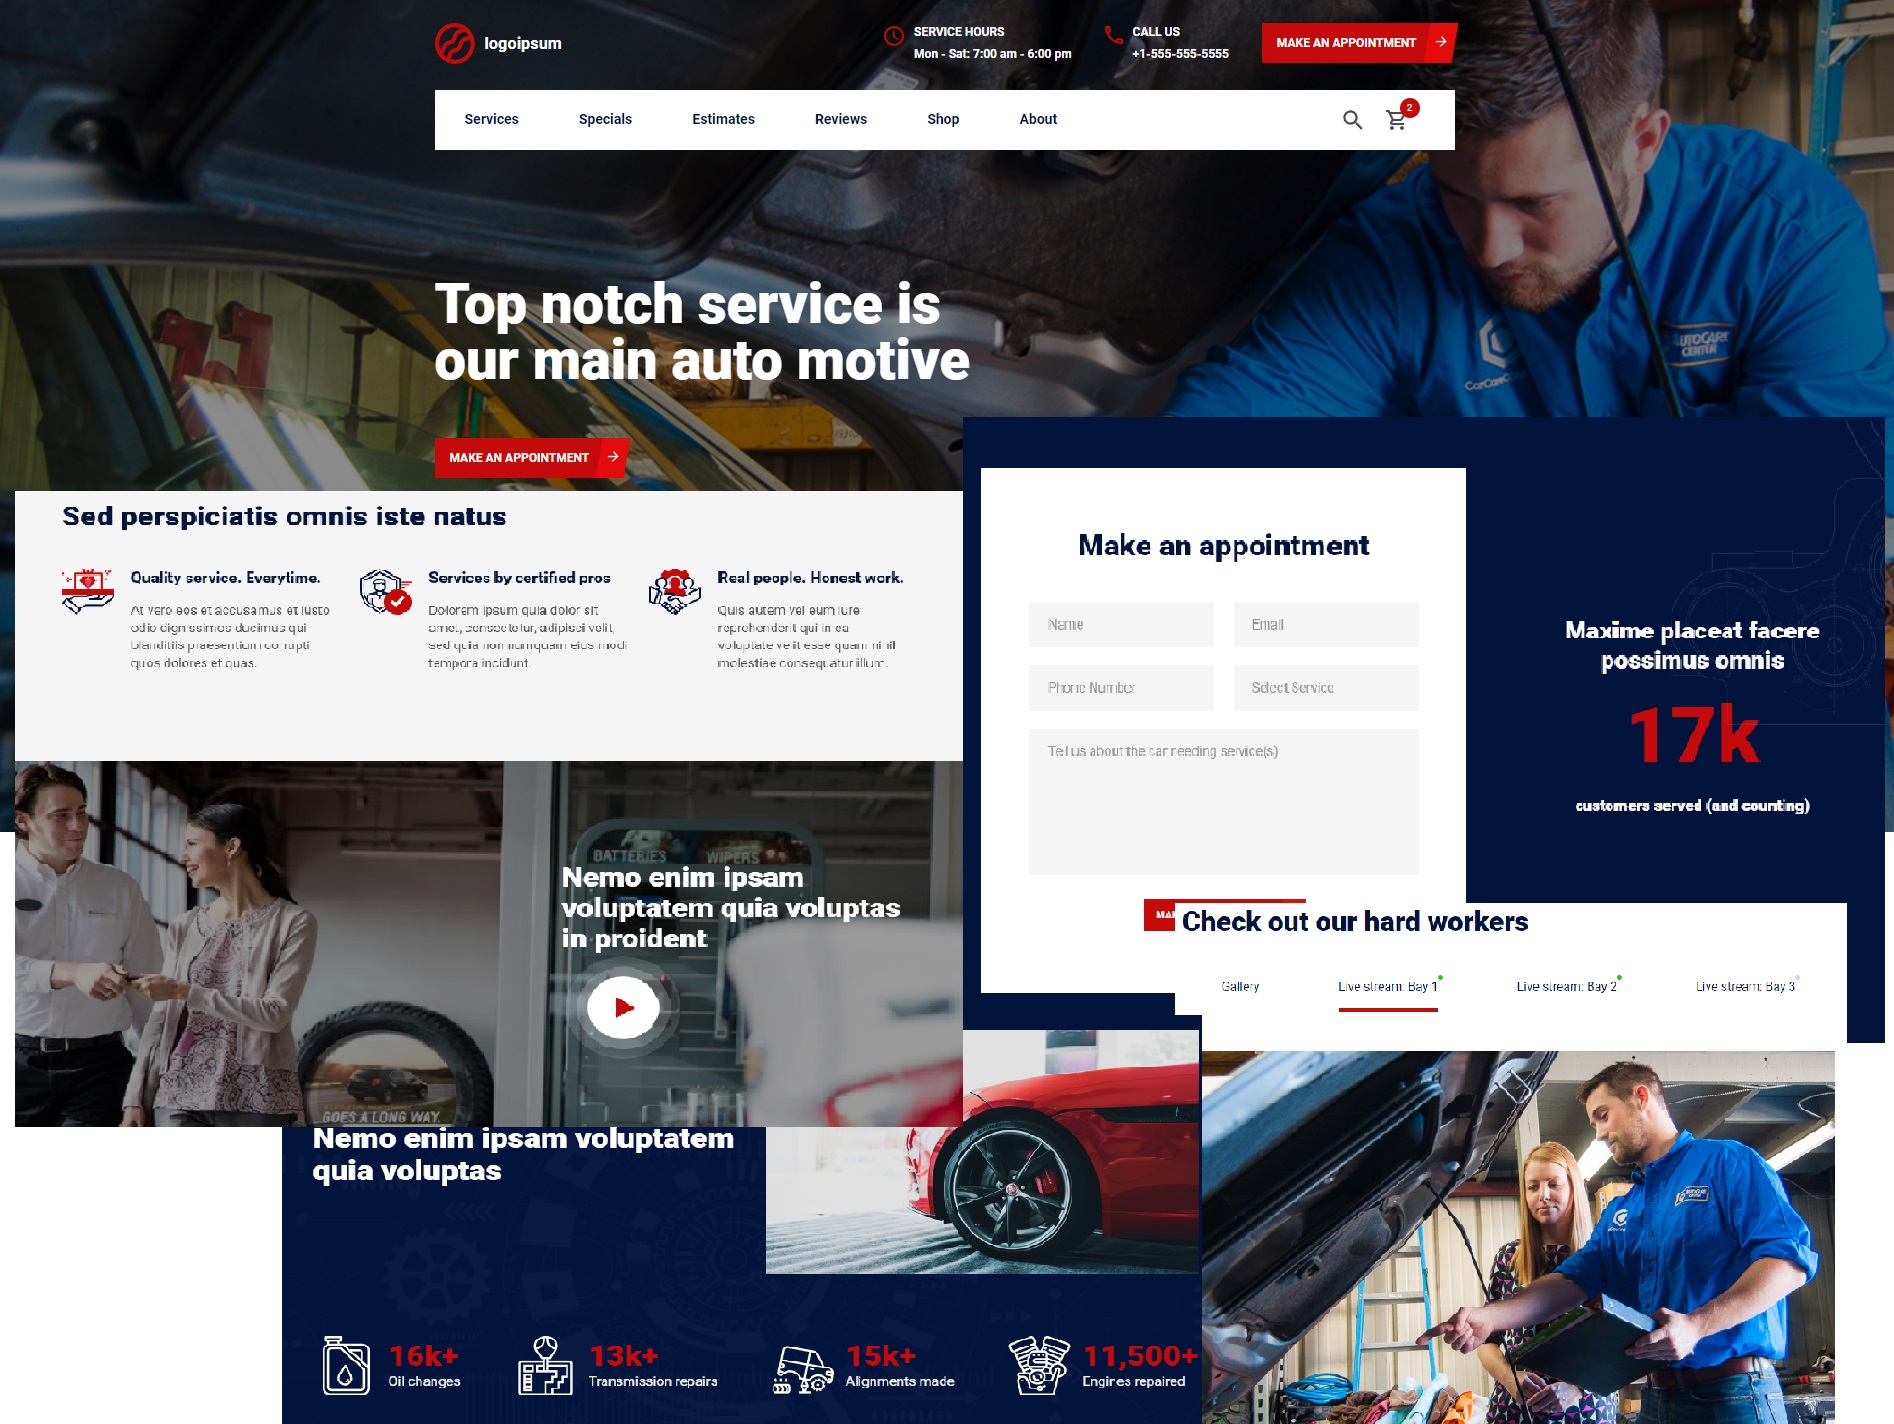 logoipsum
SERVICE HOURS
Mon - Sat: 7:00 am - 6:00 pm
CALL US
+1-555-555-5555
MAKE AN APPOINTMENT
Services
Specials
Estimates
Reviews
Shop
About
2
Top notch service is
our main auto motive
MAKE AN APPOINTMENT
AUTOCARE
CENTER
Sed perspiciatis omnis iste natus
Quality service. Everytime.
At vero eos et accusamus et iusto
odio dignissimos ducimus qui
blanditiis praesentium corrupti
quos dolores et quas.
Services by certified pros
Dolorem ipsum quia dolor sit
amet, consectetur, adipisci velit,
sed quia non numquam eios modi
tempora incidunt.
Real people. Honest work.
Quis autem vel eum iure
reprehenderit qui in ea
voluptate velit esse quam nihil
molestiae consequatur illum.
Make an appointment
Name
Email
Phone Number
Select Service
Tell us about the car needing service(s)
Maxime placeat facere
possimus omnis
17k
customers served (and counting)
BATTERIES WIPERS
Nemo enim ipsam
voluptatem quia voluptas
in proident
GOES A LONG WAY
Check out our hard workers
Gallery
Live stream: Bay 1
Live stream: Bay 2
Live stream: Bay 3
Nemo enim ipsam voluptatem
quia voluptas
16k+
Oil changes
13k+
Transmission repairs
15k+
Alignments made
11,500+
Engines repaired